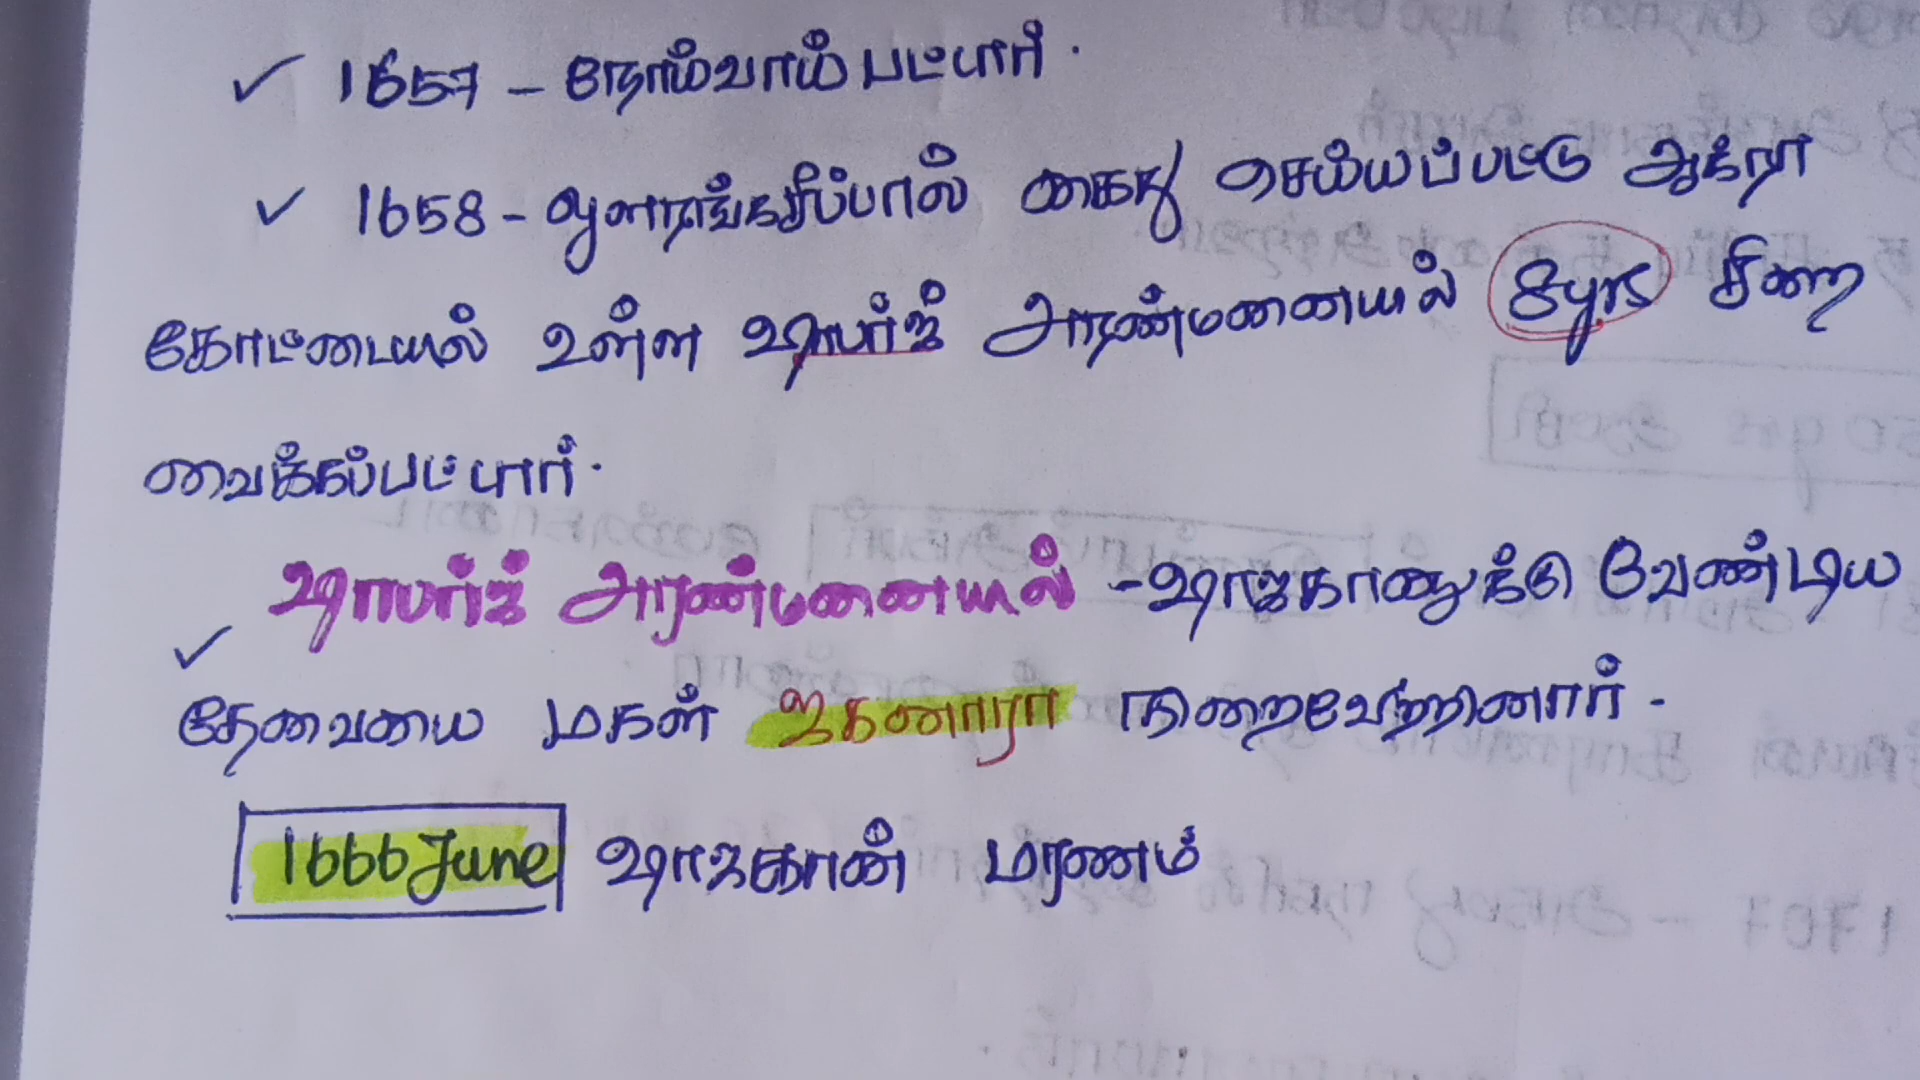 ✓ 1657 - நோய்வாய்பட்டார்.
✓ 1658 - ஔரங்கசீப்பால் கைது செய்யப்பட்டு ஆக்ரா
கோட்டையில் உள்ள ஷாபர்ஜ் அரண்மனையில் 8yrs சிறை
வைக்கப்பட்டார்.
ஷாபர்ஜ் அரண்மனையில் - ஷாஜகானுக்கு வேண்டிய
✓ தேவையை மகள் ஜகனாரா நிறைவேற்றினார்.
1666 June ஷாஜகான் மரணம்